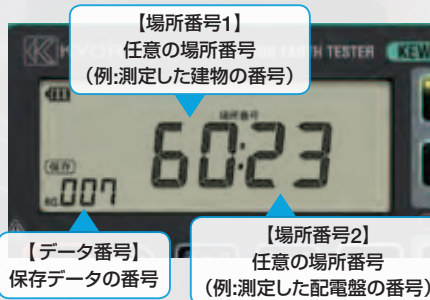 【場所番号1】
任意の場所番号
(例:測定した建物の番号)
EARTH TESTER KEW
場所番号
60:23
保存
NO. 007
【データ番号】
保存データの番号
【場所番号2】
任意の場所番号
(例:測定した配電盤の番号)